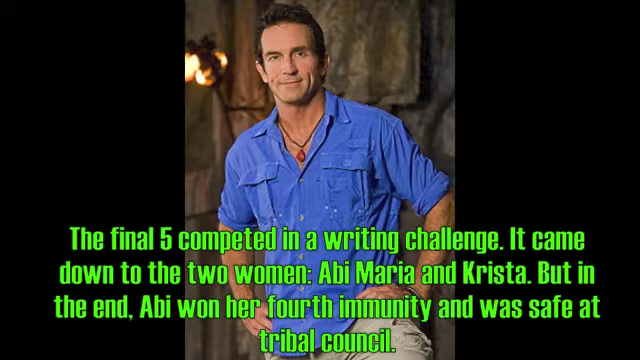 The final 5 competed in a writing challenge. It came
down to the two women: Abi Maria and Krista. But in
the end, Abi won her fourth immunity and was safe at
tribal council.